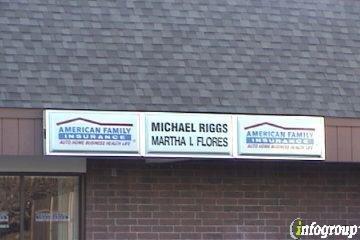 AMERICAN FAMILY
INSURANCE
AUTO HOME BUSINESS HEALTH LIFE
MICHAEL RIGGS
MARTHA I. FLORES
AMERICAN FAMILY
INSURANCE
AUTO HOME BUSINESS HEALTH LIFE
infogroup